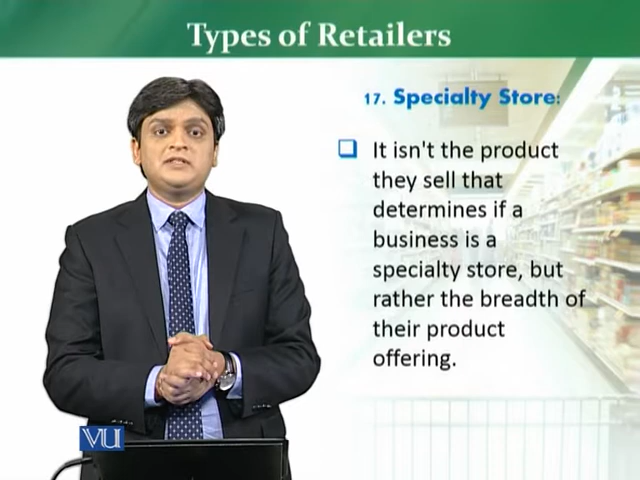 Types of Retailers
17. Specialty Store:
It isn't the product
they sell that
determines if a
business is a
specialty store, but
rather the breadth of
their product
offering.
VU